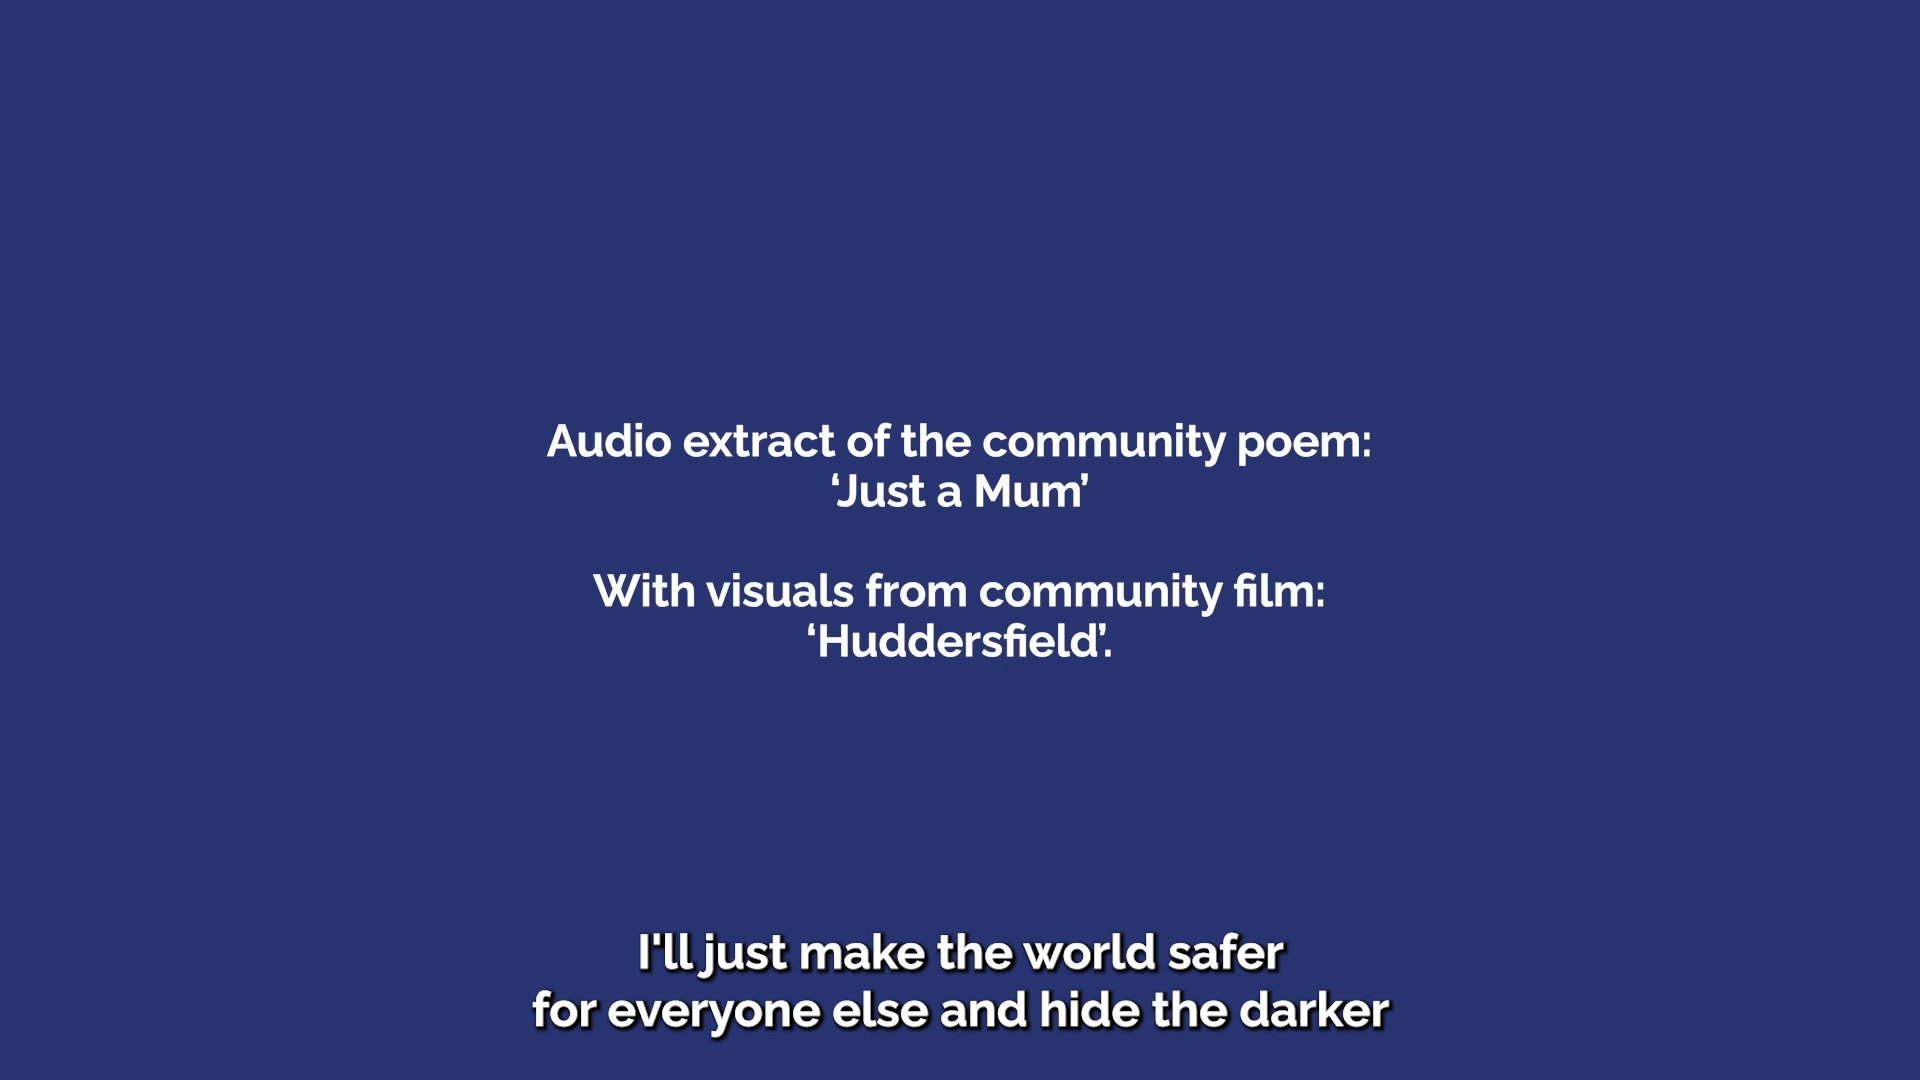 Audio extract of the community poem:
‘Just a Mum’
With visuals from community film:
‘Huddersfield’.
I'll just make the world safer
for everyone else and hide the darker